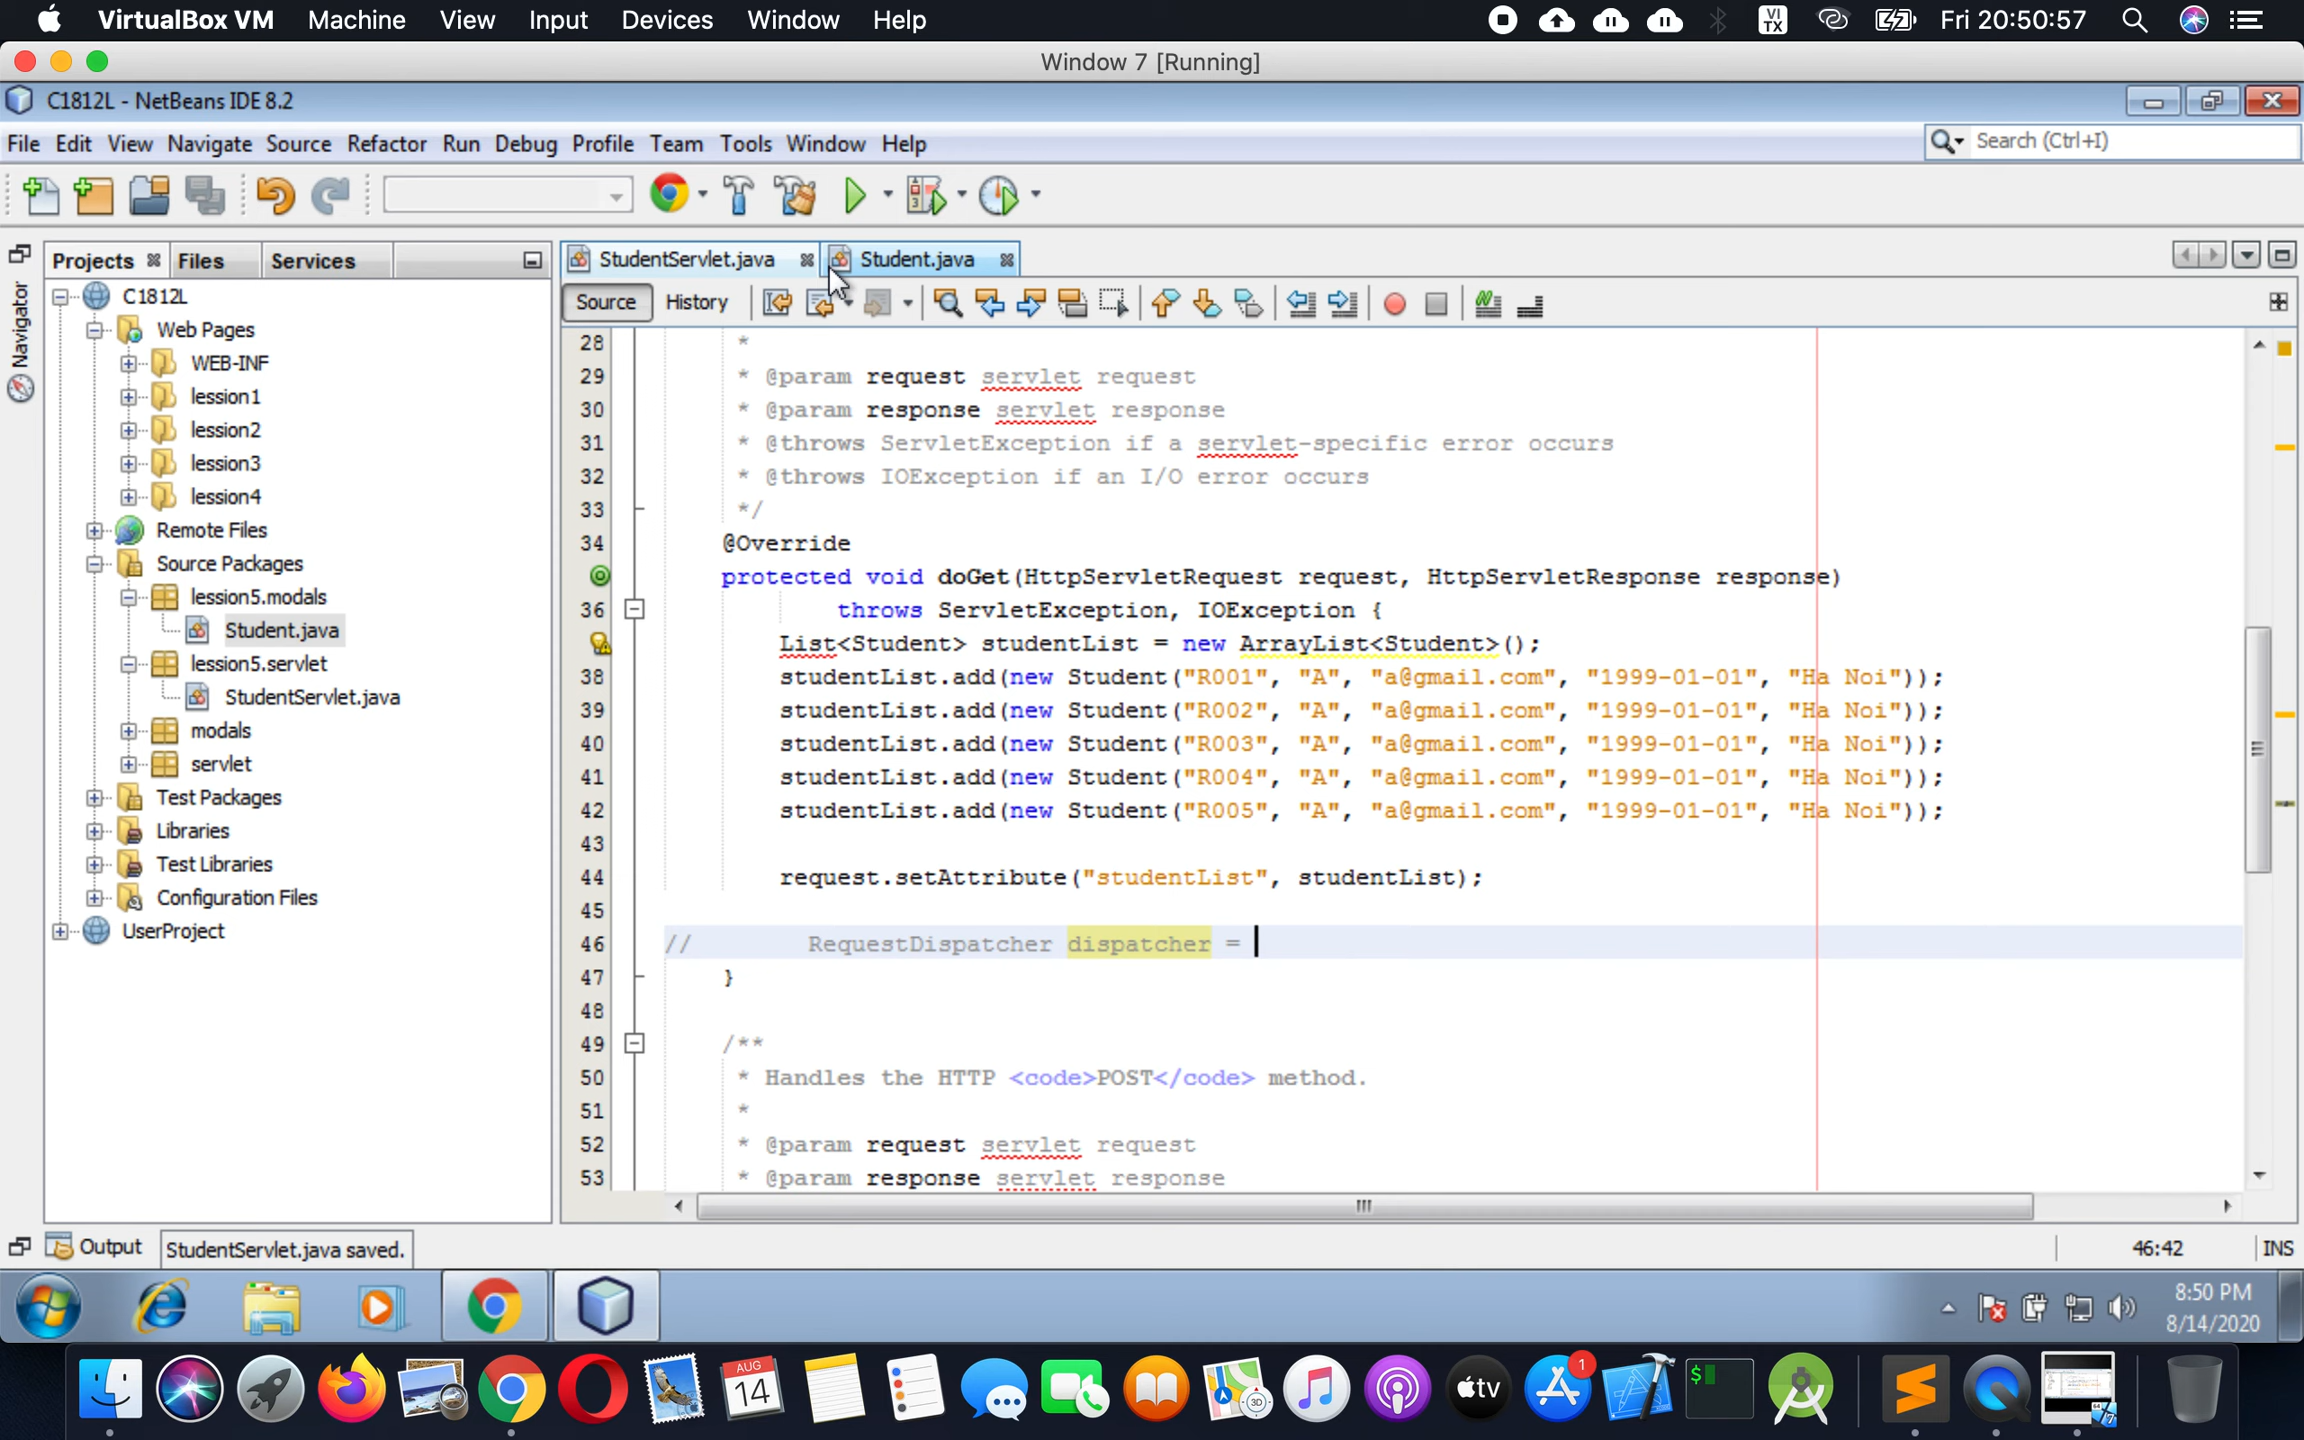 VirtualBox VM Machine View Input Devices Window Help VI TX Fri 20:50:57
Window 7 [Running]
C1812L - NetBeans IDE 8.2
File Edit View Navigate Source Refactor Run Debug Profile Team Tools Window Help Search (Ctrl+I)
Projects Files Services
StudentServlet.java Student.java
Source History
Navigator
C1812L
Web Pages
WEB-INF
lession1
lession2
lession3
lession4
Remote Files
Source Packages
lession5.modals
Student.java
lession5.servlet
StudentServlet.java
modals
servlet
Test Packages
Libraries
Test Libraries
Configuration Files
UserProject
28 *
29 * @param request servlet request
30 * @param response servlet response
31 * @throws ServletException if a servlet-specific error occurs
32 * @throws IOException if an I/O error occurs
33 */
34 @Override
protected void doGet(HttpServletRequest request, HttpServletResponse response)
36 throws ServletException, IOException {
List<Student> studentList = new ArrayList<Student>();
38 studentList.add(new Student("R001", "A", "a@gmail.com", "1999-01-01", "Ha Noi"));
39 studentList.add(new Student("R002", "A", "a@gmail.com", "1999-01-01", "Ha Noi"));
40 studentList.add(new Student("R003", "A", "a@gmail.com", "1999-01-01", "Ha Noi"));
41 studentList.add(new Student("R004", "A", "a@gmail.com", "1999-01-01", "Ha Noi"));
42 studentList.add(new Student("R005", "A", "a@gmail.com", "1999-01-01", "Ha Noi"));
43
44 request.setAttribute("studentList", studentList);
45
46 // RequestDispatcher dispatcher =
47 }
48
49 /**
50 * Handles the HTTP <code>POST</code> method.
51 *
52 * @param request servlet request
53 * @param response servlet response
Output StudentServlet.java saved. 46:42 INS
8:50 PM
8/14/2020
AUG
14
3D
tv
1
$